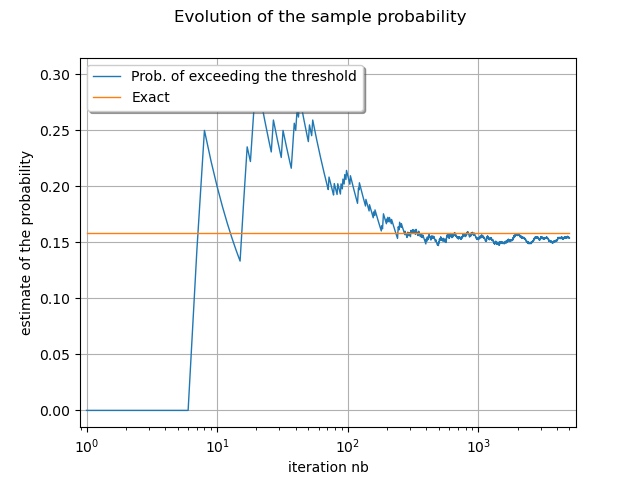 Evolution of the sample probability
Prob. of exceeding the threshold
Exact
0.30
0.25
0.20
0.15
0.10
0.05
0.00
estimate of the probability
10⁰ 10¹ 10² 10³
iteration nb